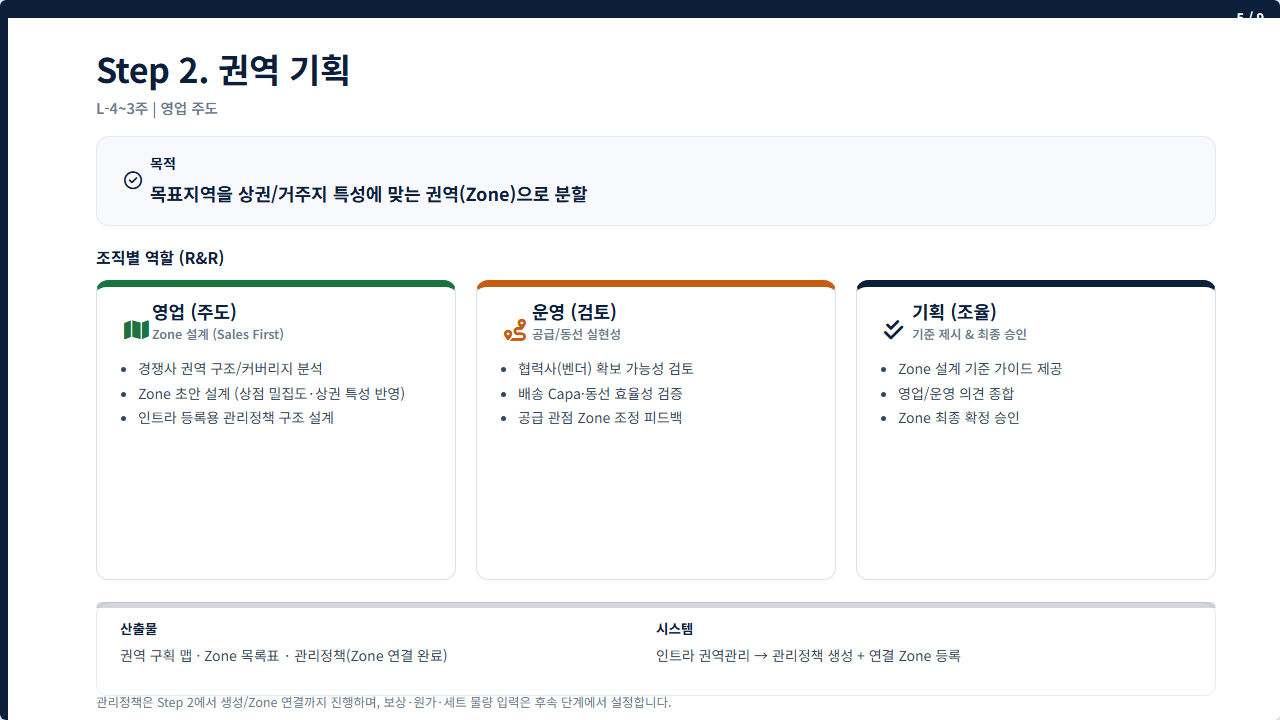 5 / 9
Step 2. 권역 기획
L-4~3주 | 영업 주도
목적
목표지역을 상권/거주지 특성에 맞는 권역(Zone)으로 분할
조직별 역할 (R&R)
영업 (주도)
Zone 설계 (Sales First)
• 경쟁사 권역 구조/커버리지 분석
• Zone 초안 설계 (상점 밀집도·상권 특성 반영)
• 인트라 등록용 관리정책 구조 설계
운영 (검토)
공급/동선 실현성
• 협력사(벤더) 확보 가능성 검토
• 배송 Capa·동선 효율성 검증
• 공급 관점 Zone 조정 피드백
기획 (조율)
기준 제시 & 최종 승인
• Zone 설계 기준 가이드 제공
• 영업/운영 의견 종합
• Zone 최종 확정 승인
산출물
권역 구획 맵 · Zone 목록표 · 관리정책(Zone 연결 완료)
시스템
인트라 권역관리 → 관리정책 생성 + 연결 Zone 등록
관리정책은 Step 2에서 생성/Zone 연결까지 진행하며, 보상·원가·세트 물량 입력은 후속 단계에서 설정합니다.